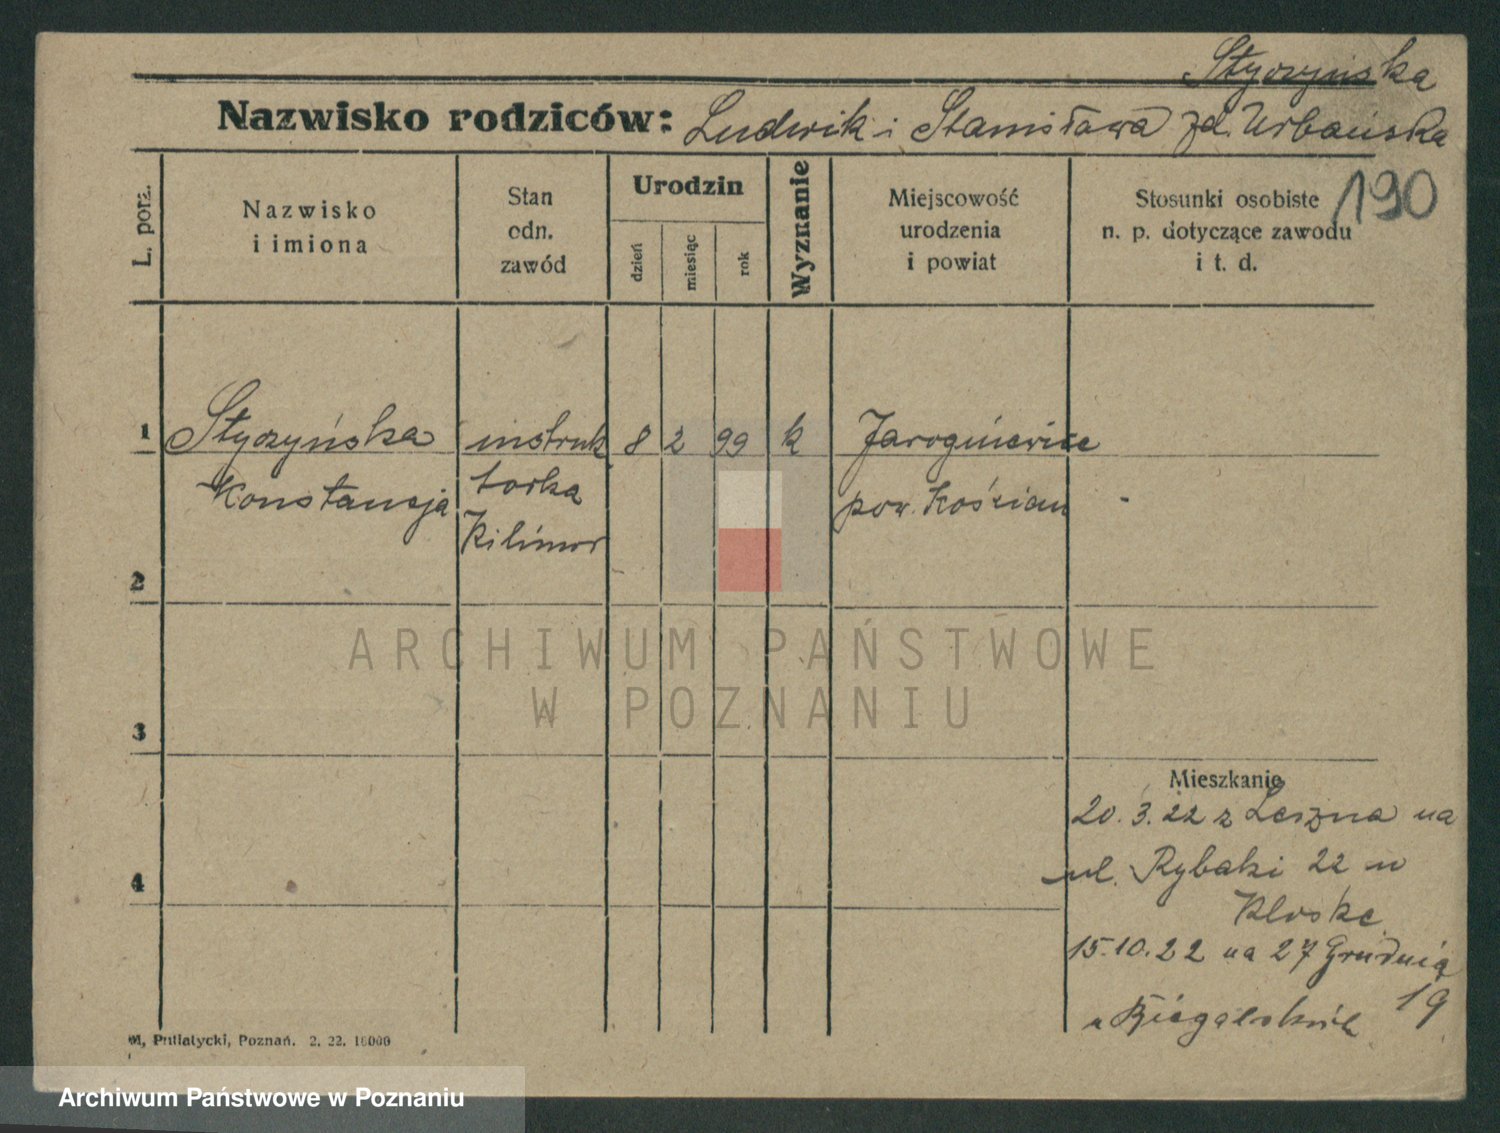 Styczyńska
Nazwisko rodziców: Ludwik i Stanisława zd. Urbańska
190
L. porz.
Nazwisko
i imiona
Stan
odn.
zawód
Urodzin
dzień
miesiąc
rok
Wyznanie
Miejscowość
urodzenia
i powiat
Stosunki osobiste
n. p. dotyczące zawodu
i t. d.
1 Styczyńska instruk 8 2 99 k
Konstancja torka pow. Kościan -
Kilimor
2
3
4
Mieszkanie
20. 3. 22 z Leszna na
ul. Rybaki 22 u
Kloske
15.10.22 na 27 Grudnia
19
u
M, Putiatycki, Poznań. 2. 22. 16000
ARCHIWUM PAŃSTWOWE
W POZNANIU
Archiwum Państwowe w Poznaniu